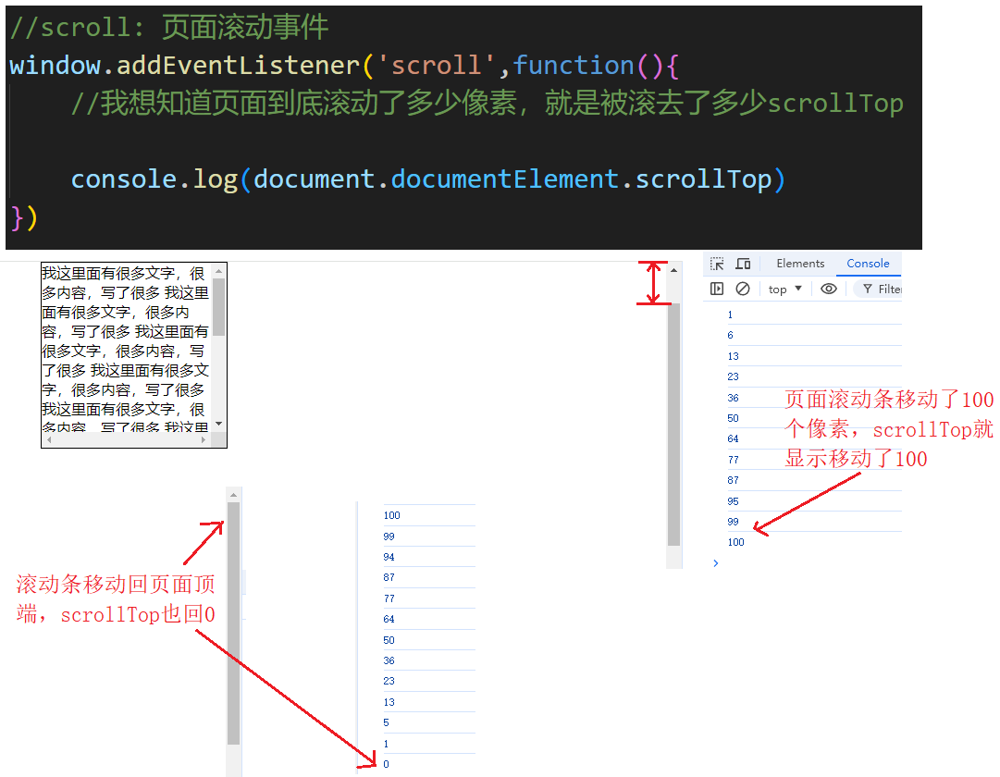 //scroll: 页面滚动事件
window.addEventListener('scroll',function(){
//我想知道页面到底滚动了多少像素，就是被滚去了多少scrollTop
console.log(document.documentElement.scrollTop)
})
我这里面有很多文字，很
多内容，写了很多 我这里
面有很多文字，很多内
容，写了很多 我这里面有
很多文字，很多内容，写
了很多 我这里面有很多文
字，很多内容，写了很多
我这里面有很多文字，很
多内容，写了很多 我这里
Elements Console
top Filte
1
6
13
23
36
50
64
77
87
95
99
100
页面滚动条移动了100
个像素，scrollTop就
显示移动了100
滚动条移动回页面顶
端，scrollTop也回0
100
99
94
87
77
64
50
36
23
13
5
1
0